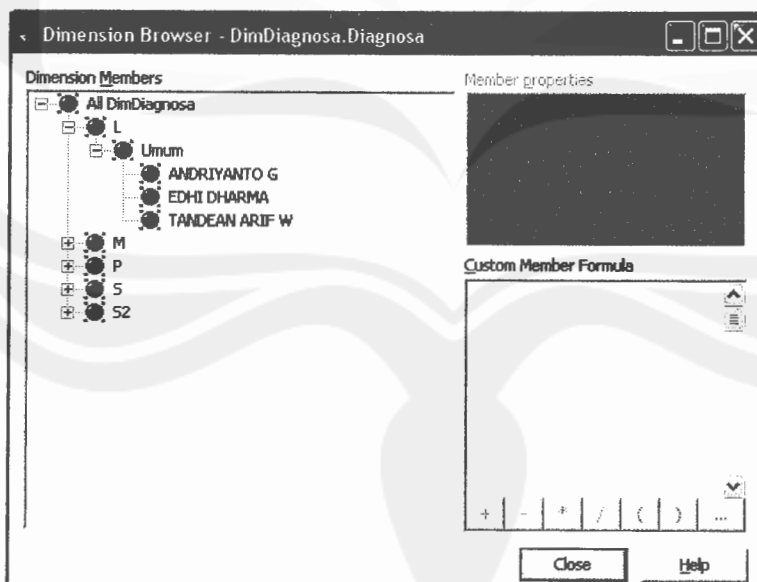 Dimension Browser - DimDiagnosa.Diagnosa
Dimension Members
All DimDiagnosa
L
Umum
ANDRIYANTO G
EDHI DHARMA
TANDEAN ARIF W
M
P
S
S2
Member properties
Custom Member Formula
+ - * / ( ) ...
Close Help